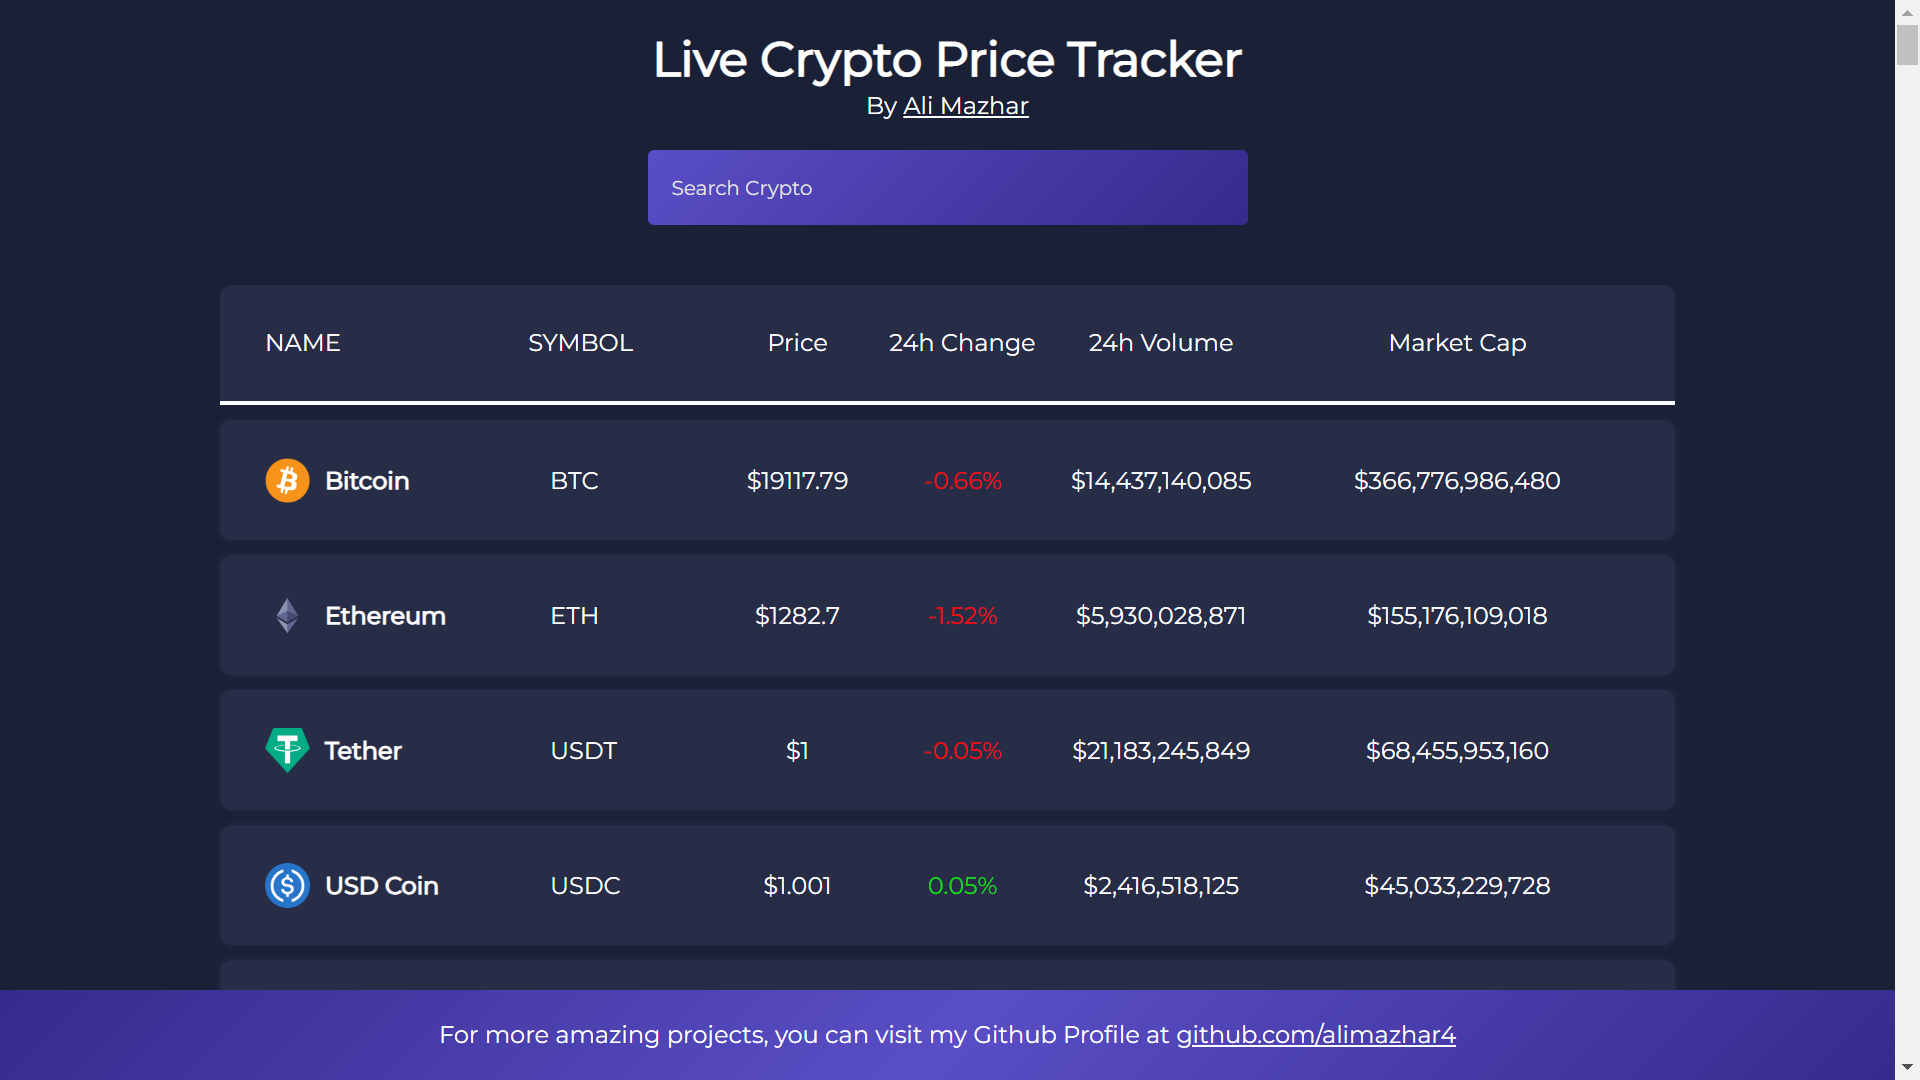 Live Crypto Price Tracker
By Ali Mazhar
Search Crypto
NAME SYMBOL Price 24h Change 24h Volume Market Cap
Bitcoin BTC $19117.79 -0.66% $14,437,140,085 $366,776,986,480
Ethereum ETH $1282.7 -1.52% $5,930,028,871 $155,176,109,018
Tether USDT $1 -0.05% $21,183,245,849 $68,455,953,160
USD Coin USDC $1.001 0.05% $2,416,518,125 $45,033,229,728
For more amazing projects, you can visit my Github Profile at github.com/alimazhar4